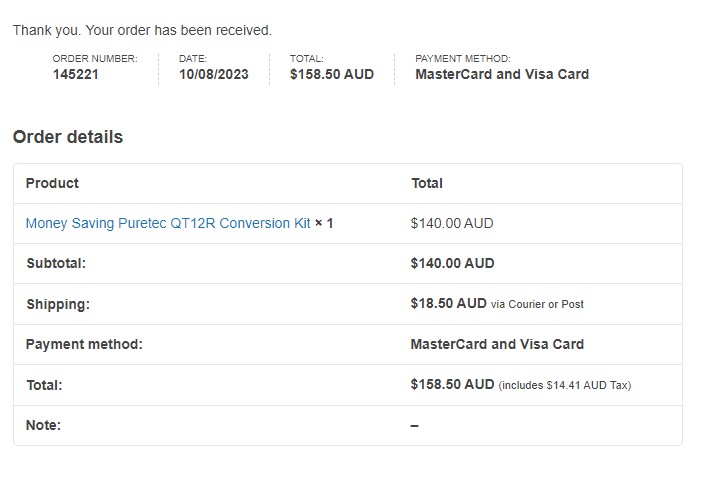 Thank you. Your order has been received.
ORDER NUMBER: DATE: TOTAL: PAYMENT METHOD:
145221 10/08/2023 $158.50 AUD MasterCard and Visa Card
Order details
Product Total
Money Saving Puretec QT12R Conversion Kit × 1 $140.00 AUD
Subtotal: $140.00 AUD
Shipping: $18.50 AUD via Courier or Post
Payment method: MasterCard and Visa Card
Total: $158.50 AUD (includes $14.41 AUD Tax)
Note: –